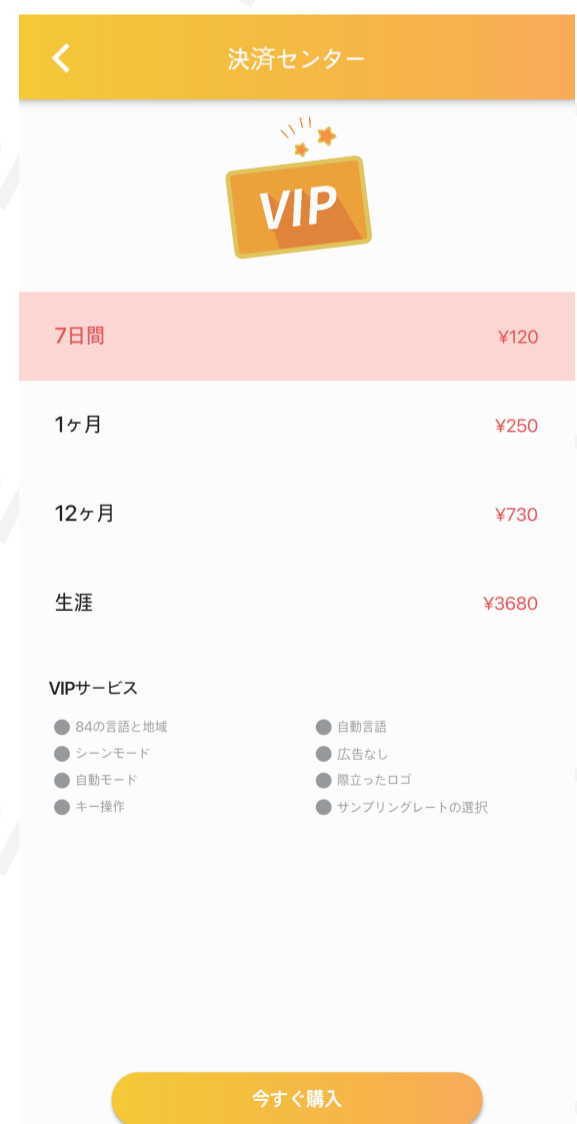 決済センター
VIP
7日間 ¥120
1ヶ月 ¥250
12ヶ月 ¥730
生涯 ¥3680
VIPサービス
84の言語と地域 自動言語
シーンモード 広告なし
自動モード 際立ったロゴ
キー操作 サンプリングレートの選択
今すぐ購入